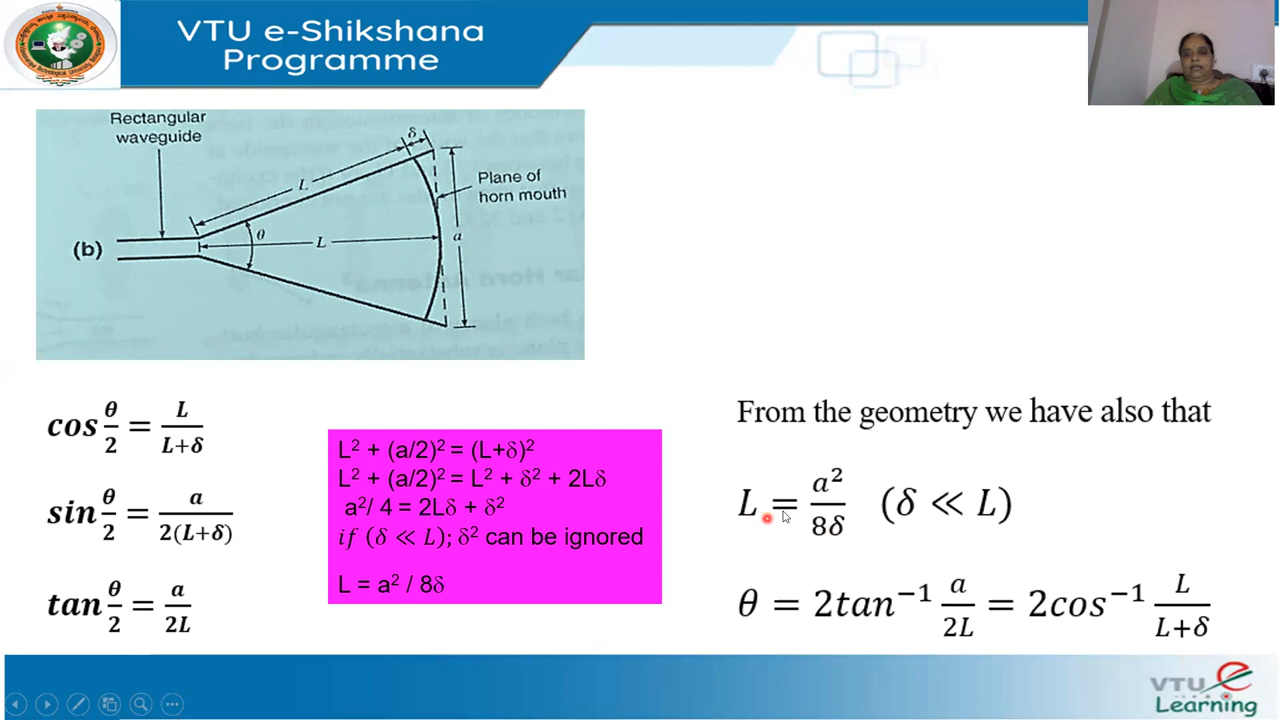 VTU e-Shikshana
Programme
Rectangular
waveguide
δ
L
Plane of
horn mouth
(b)
θ
L
a
cos θ/2 = L/(L+δ)
sin θ/2 = a/(2(L+δ))
tan θ/2 = a/(2L)
L² + (a/2)² = (L+δ)²
L² + (a/2)² = L² + δ² + 2Lδ
a²/ 4 = 2Lδ + δ²
if (δ ≪ L); δ² can be ignored
L = a² / 8δ
From the geometry we have also that
L = a²/8δ (δ ≪ L)
θ = 2tan⁻¹ a/2L = 2cos⁻¹ L/(L+δ)
VTU e
Learning